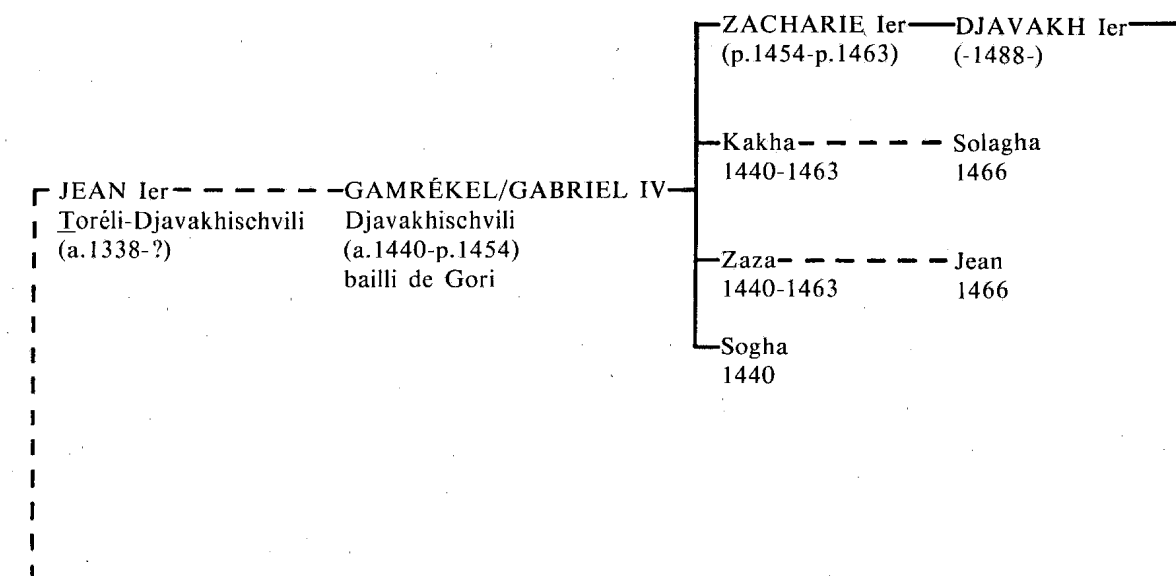 ZACHARIE Ier
(p.1454-p.1463)
DJAVAKH Ier
(-1488-)
Kakha
1440-1463
Solagha
1466
JEAN Ier
Toréli-Djavakhischvili
(a.1338-?)
GAMRÉKEL/GABRIEL IV
Djavakhischvili
(a.1440-p.1454)
bailli de Gori
Zaza
1440-1463
Jean
1466
Sogha
1440